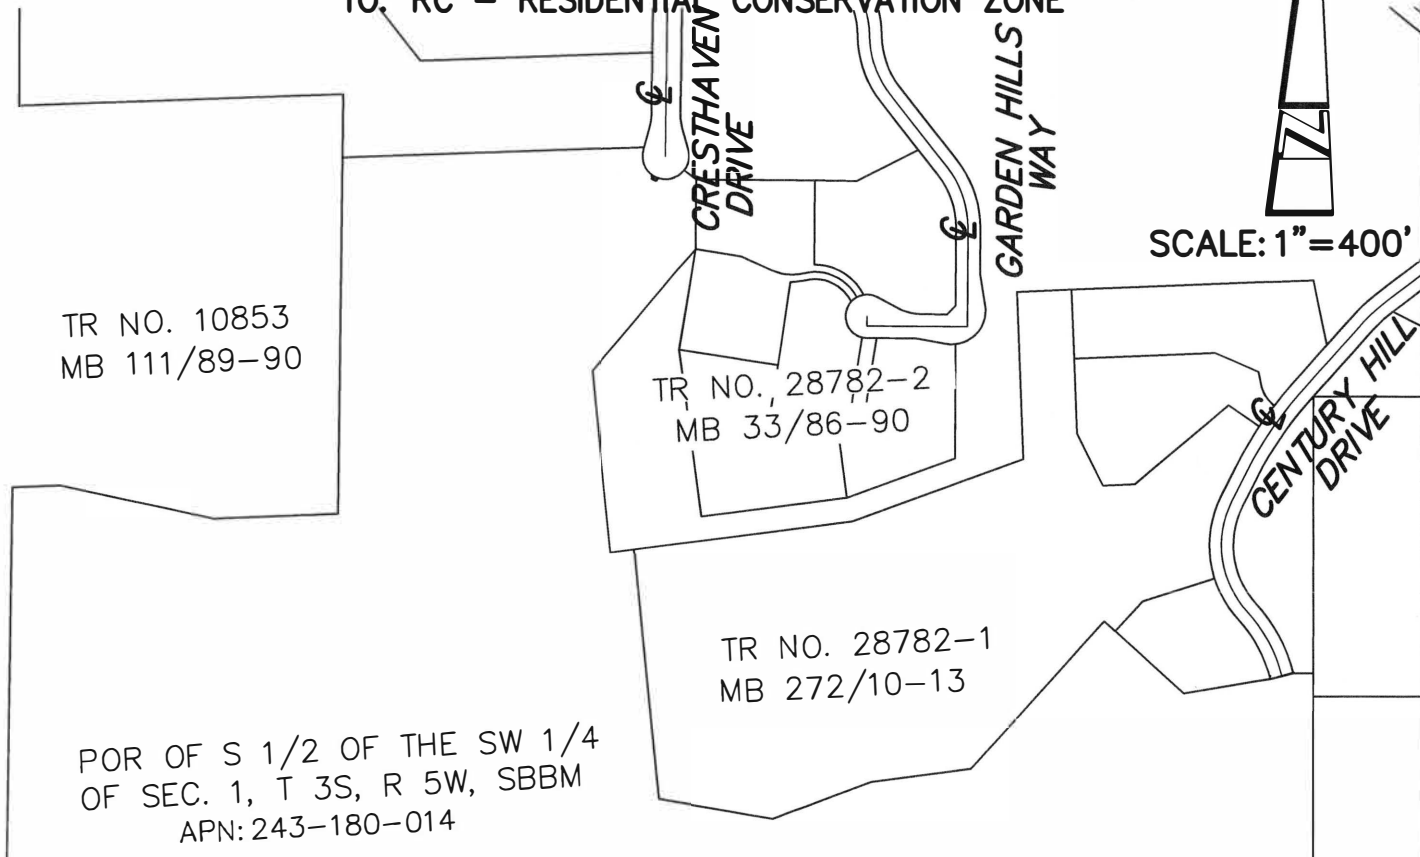 TO: RC – RESIDENTIAL CONSERVATION ZONE
CRESTHAVEN
DRIVE
GARDEN HILLS
WAY
N
SCALE: 1"=400'
TR NO. 10853
MB 111/89-90
TR NO. 28782-2
MB 33/86-90
CENTURY HILL
DRIVE
TR NO. 28782-1
MB 272/10-13
POR OF S 1/2 OF THE SW 1/4
OF SEC. 1, T 3S, R 5W, SBBM
APN: 243-180-014
℄
℄
℄